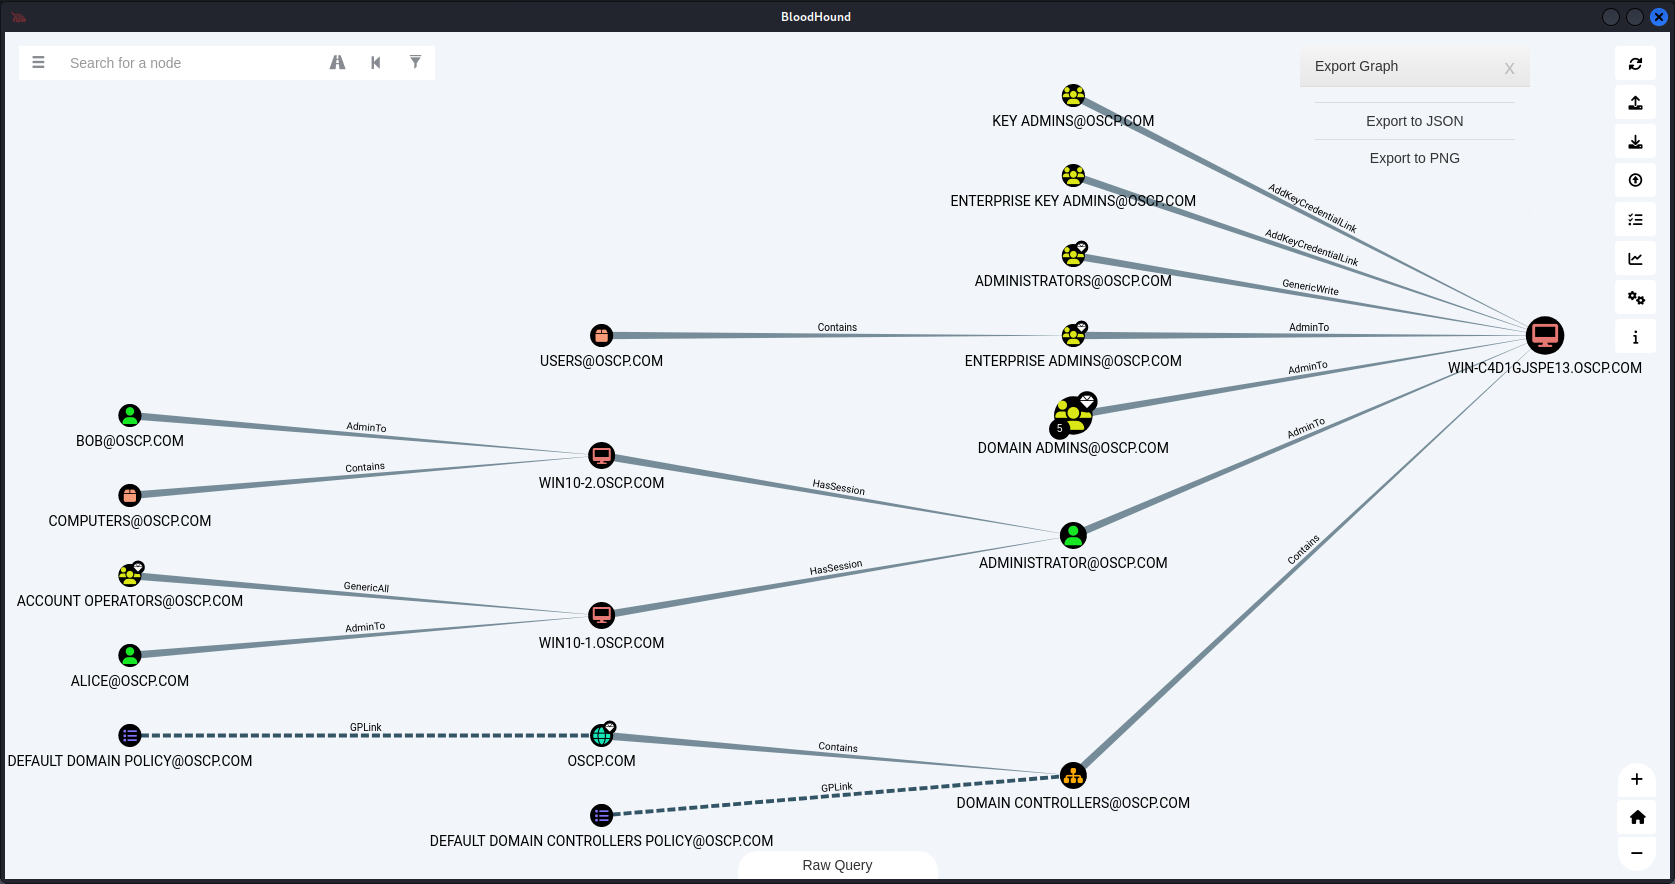 BloodHound
Search for a node
Export Graph
X
Export to JSON
Export to PNG
KEY ADMINS@OSCP.COM
AddKeyCredentialLink
ENTERPRISE KEY ADMINS@OSCP.COM
AddKeyCredentialLink
ADMINISTRATORS@OSCP.COM
GenericWrite
USERS@OSCP.COM
Contains
ENTERPRISE ADMINS@OSCP.COM
AdminTo
WIN-C4D1GJSPE13.OSCP.COM
AdminTo
5
DOMAIN ADMINS@OSCP.COM
BOB@OSCP.COM
AdminTo
AdminTo
Contains
WIN10-2.OSCP.COM
HasSession
COMPUTERS@OSCP.COM
ADMINISTRATOR@OSCP.COM
Contains
HasSession
ACCOUNT OPERATORS@OSCP.COM
GenericAll
AdminTo
WIN10-1.OSCP.COM
ALICE@OSCP.COM
GPLink
DEFAULT DOMAIN POLICY@OSCP.COM
OSCP.COM
Contains
GPLink
DOMAIN CONTROLLERS@OSCP.COM
DEFAULT DOMAIN CONTROLLERS POLICY@OSCP.COM
Raw Query